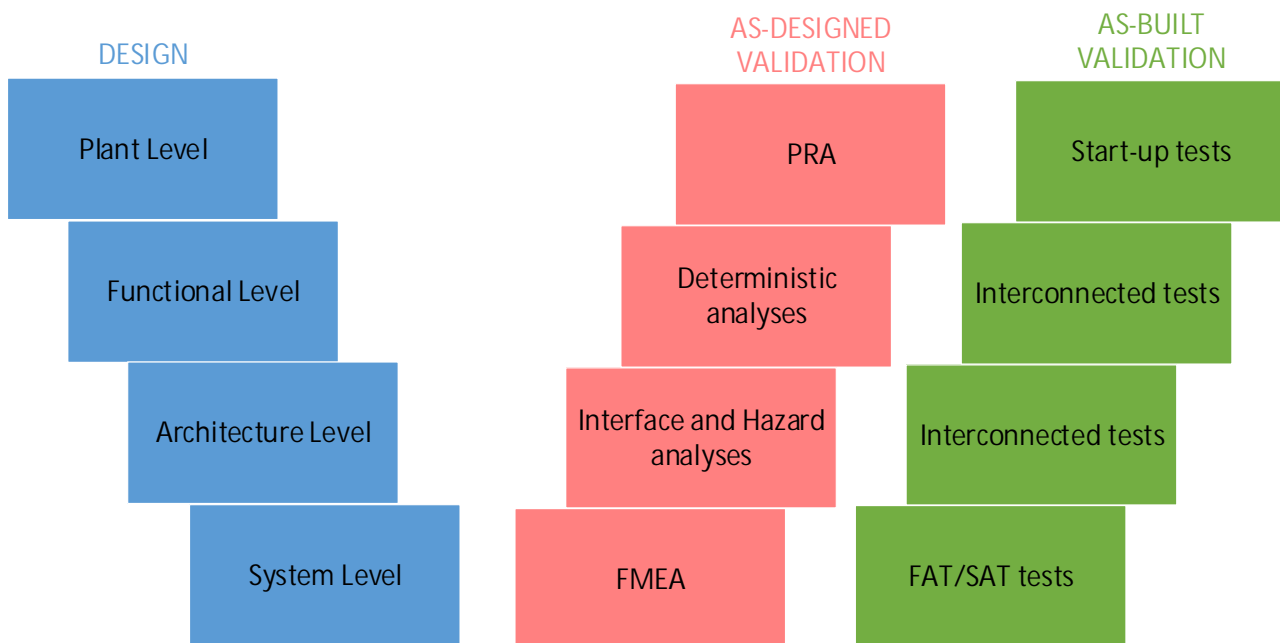 DESIGN
AS-DESIGNED
VALIDATION
AS-BUILT
VALIDATION
Plant Level
PRA
Start-up tests
Functional Level
Deterministic
analyses
Interconnected tests
Architecture Level
Interface and Hazard
analyses
Interconnected tests
System Level
FMEA
FAT/SAT tests